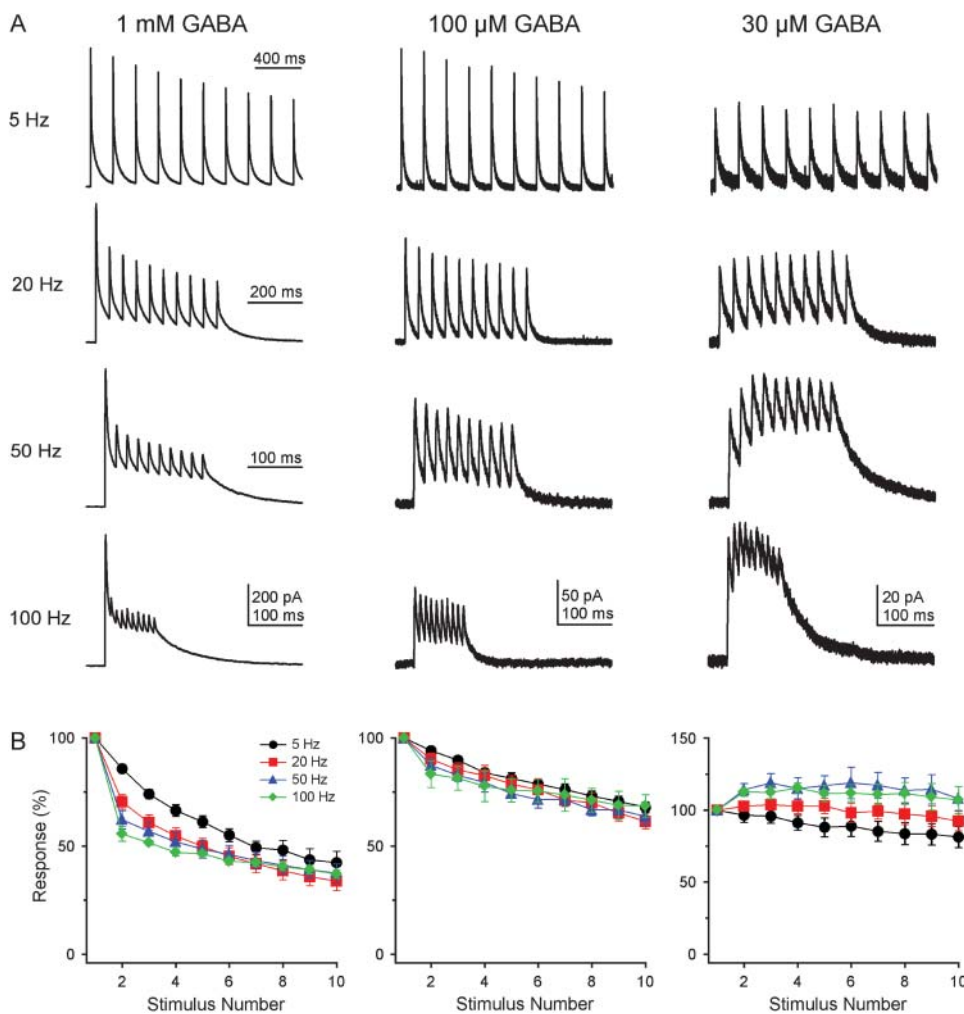 A 1 mM GABA 100 µM GABA 30 µM GABA
400 ms
5 Hz
20 Hz
200 ms
50 Hz
100 ms
100 Hz
200 pA
100 ms
50 pA
100 ms
20 pA
100 ms
B
Response (%)
100
50
0
5 Hz
20 Hz
50 Hz
100 Hz
2 4 6 8 10
Stimulus Number
100
50
0
2 4 6 8 10
Stimulus Number
150
100
50
0
2 4 6 8 10
Stimulus Number